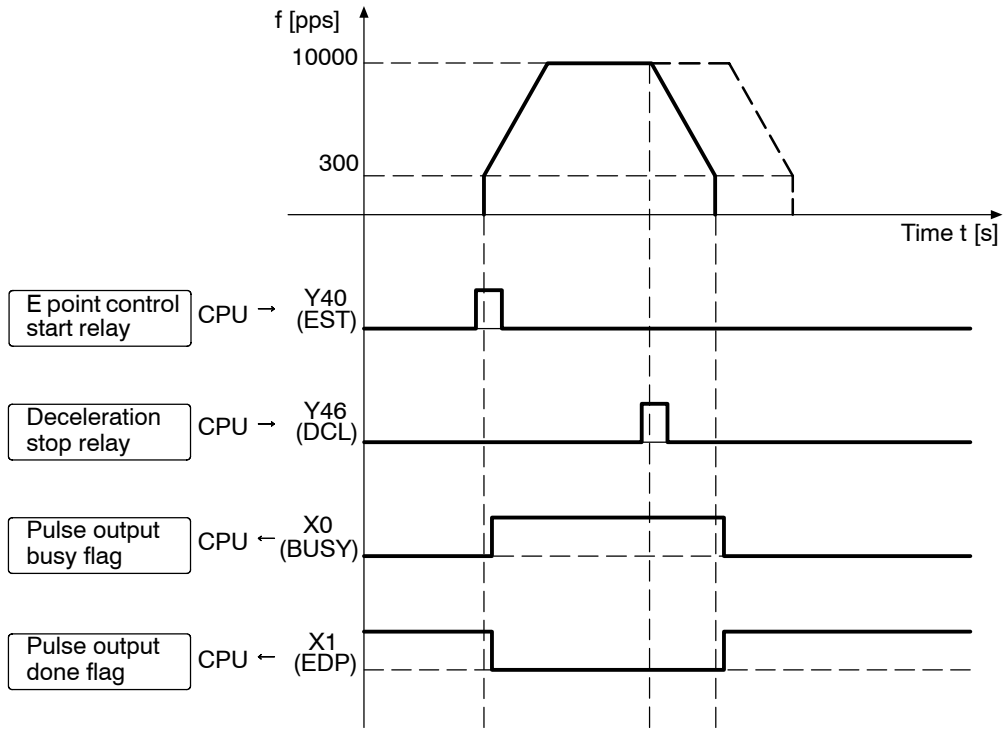 f [pps]
10000
300
Time t [s]
E point control
start relay
CPU →
Y40
(EST)
Deceleration
stop relay
CPU →
Y46
(DCL)
Pulse output
busy flag
CPU ←
X0
(BUSY)
Pulse output
done flag
CPU ←
X1
(EDP)